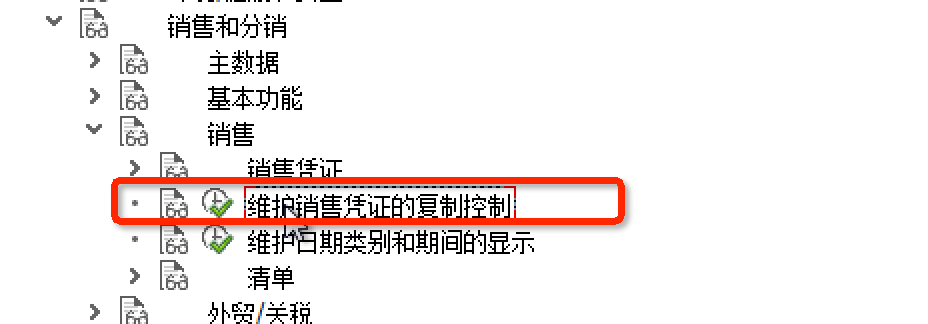 销售和分销
主数据
基本功能
销售
销售凭证
维护销售凭证的复制控制
维护日期类别和期间的显示
清单
外贸/关税